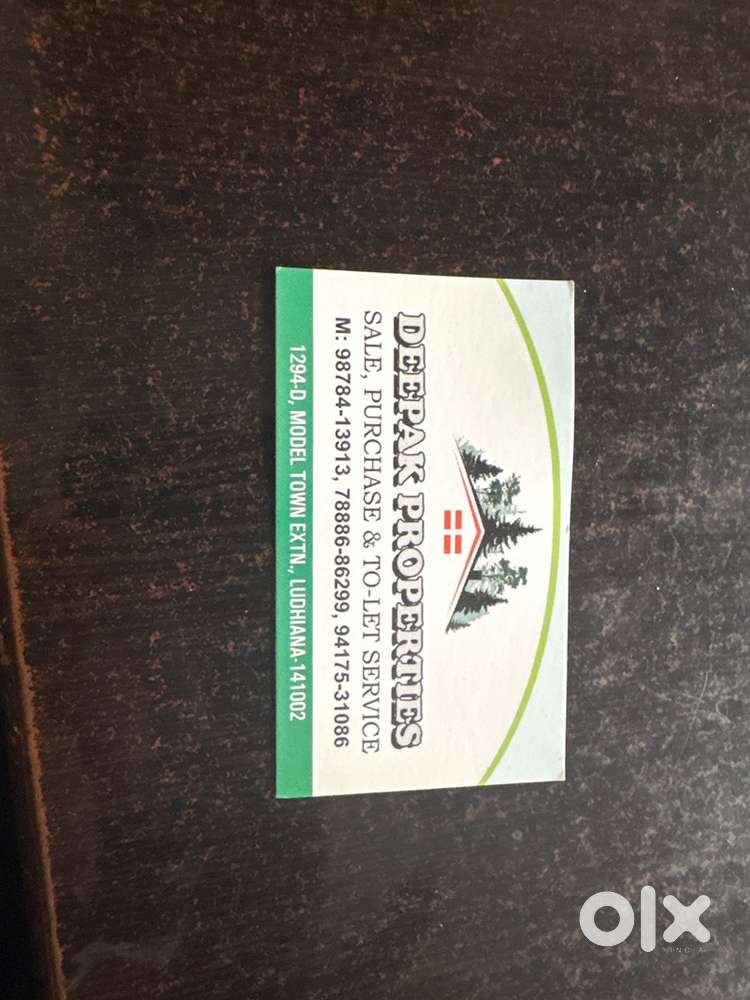 DEEPAK PROPERTIES
SALE, PURCHASE & TO-LET SERVICE
M: 98784-13913, 78886-86299, 94175-31086
1294-D, MODEL TOWN EXTN., LUDHIANA-141002
olx
INDIA